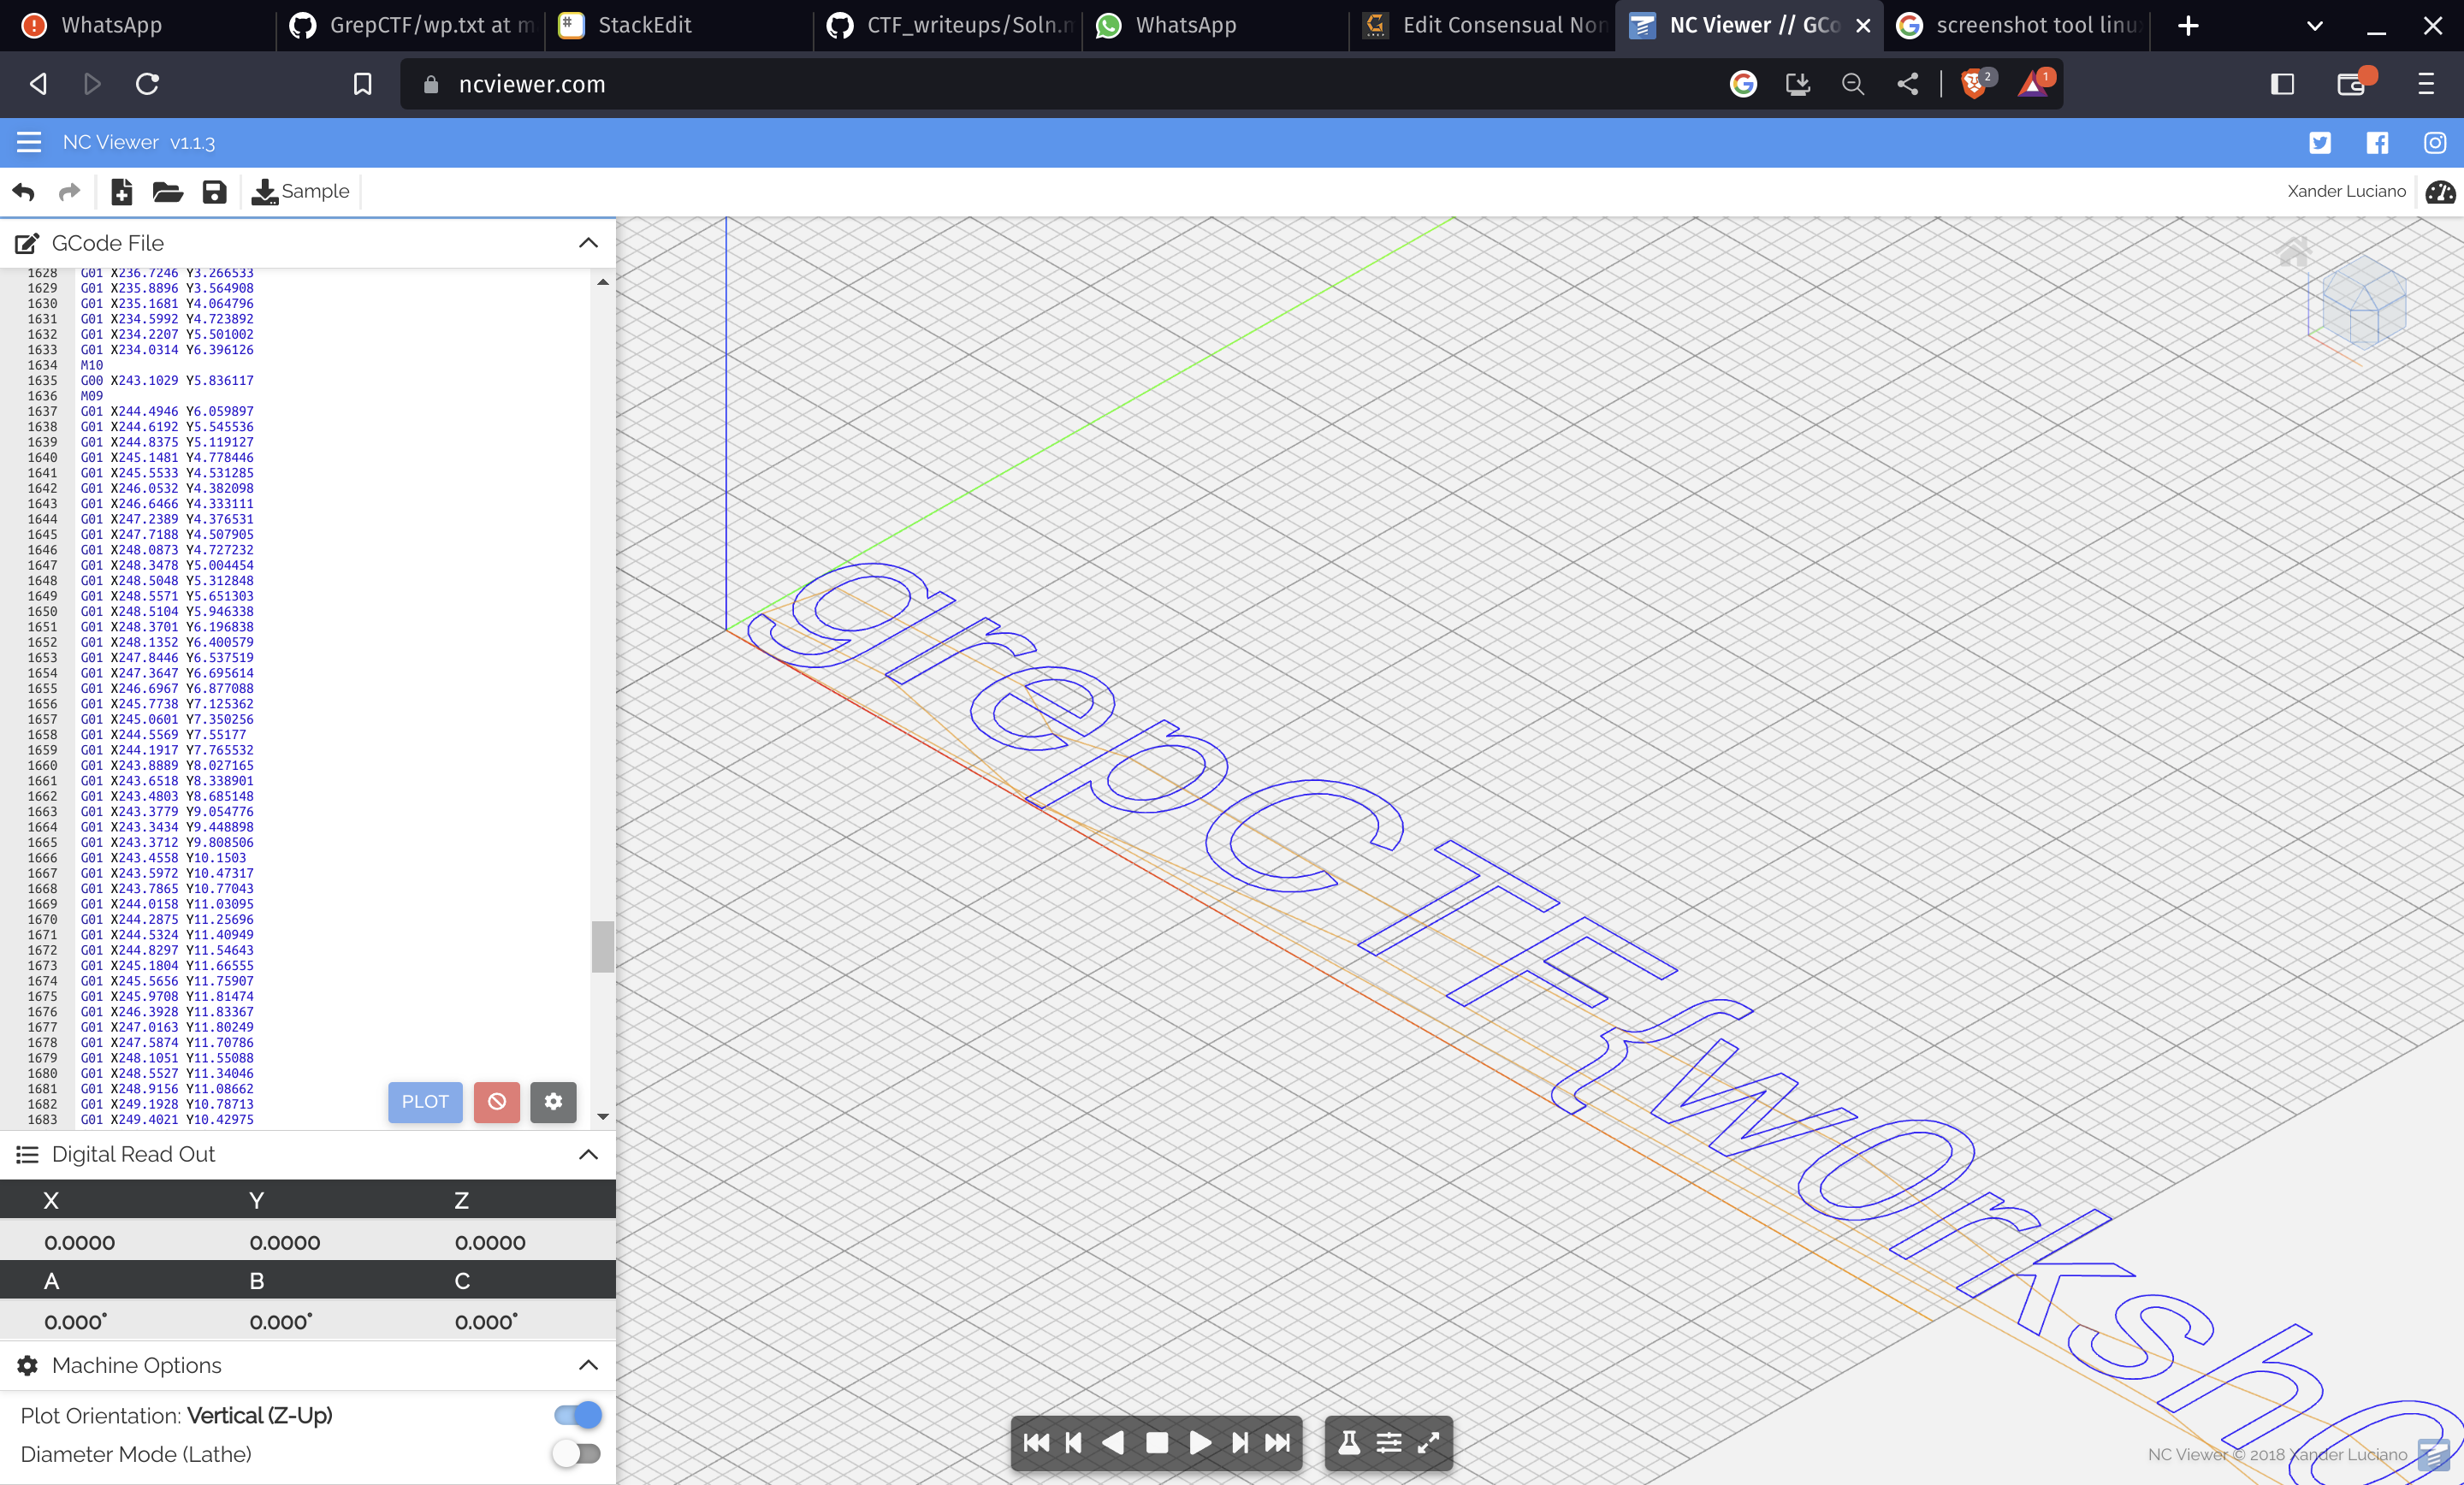 WhatsApp
GrepCTF/wp.txt at m
StackEdit
CTF_writeups/Soln.m
WhatsApp
Edit Consensual Non
NC Viewer // GCo
screenshot tool linu
ncviewer.com
2
1
NC Viewer v1.1.3
Sample
Xander Luciano
GCode File
1628 G01 X236.7246 Y3.266533
1629 G01 X235.8896 Y3.564908
1630 G01 X235.1681 Y4.064796
1631 G01 X234.5992 Y4.723892
1632 G01 X234.2207 Y5.501002
1633 G01 X234.0314 Y6.396126
1634 M10
1635 G00 X243.1029 Y5.836117
1636 M09
1637 G01 X244.4946 Y6.059897
1638 G01 X244.6192 Y5.545536
1639 G01 X244.8375 Y5.119127
1640 G01 X245.1481 Y4.778446
1641 G01 X245.5533 Y4.531285
1642 G01 X246.0532 Y4.382098
1643 G01 X246.6466 Y4.333111
1644 G01 X247.2389 Y4.376531
1645 G01 X247.7188 Y4.507905
1646 G01 X248.0873 Y4.727232
1647 G01 X248.3478 Y5.004454
1648 G01 X248.5048 Y5.312848
1649 G01 X248.5571 Y5.651303
1650 G01 X248.5104 Y5.946338
1651 G01 X248.3701 Y6.196838
1652 G01 X248.1352 Y6.400579
1653 G01 X247.8446 Y6.537519
1654 G01 X247.3647 Y6.695614
1655 G01 X246.6967 Y6.877088
1656 G01 X245.7738 Y7.125362
1657 G01 X245.0601 Y7.350256
1658 G01 X244.5569 Y7.55177
1659 G01 X244.1917 Y7.765532
1660 G01 X243.8889 Y8.027165
1661 G01 X243.6518 Y8.338901
1662 G01 X243.4803 Y8.685148
1663 G01 X243.3779 Y9.054776
1664 G01 X243.3434 Y9.448898
1665 G01 X243.3712 Y9.808506
1666 G01 X243.4558 Y10.1503
1667 G01 X243.5972 Y10.47317
1668 G01 X243.7865 Y10.77043
1669 G01 X244.0158 Y11.03095
1670 G01 X244.2875 Y11.25696
1671 G01 X244.5324 Y11.40949
1672 G01 X244.8297 Y11.54643
1673 G01 X245.1804 Y11.66555
1674 G01 X245.5656 Y11.75907
1675 G01 X245.9708 Y11.81474
1676 G01 X246.3928 Y11.83367
1677 G01 X247.0163 Y11.80249
1678 G01 X247.5874 Y11.70786
1679 G01 X248.1051 Y11.55088
1680 G01 X248.5527 Y11.34046
1681 G01 X248.9156 Y11.08662
1682 G01 X249.1928 Y10.78713
1683 G01 X249.4021 Y10.42975
PLOT
grepCTF{worksho
Digital Read Out
X Y Z
0.0000 0.0000 0.0000
A B C
0.000° 0.000° 0.000°
Machine Options
Plot Orientation: Vertical (Z-Up)
Diameter Mode (Lathe)
NC Viewer © 2018 Xander Luciano